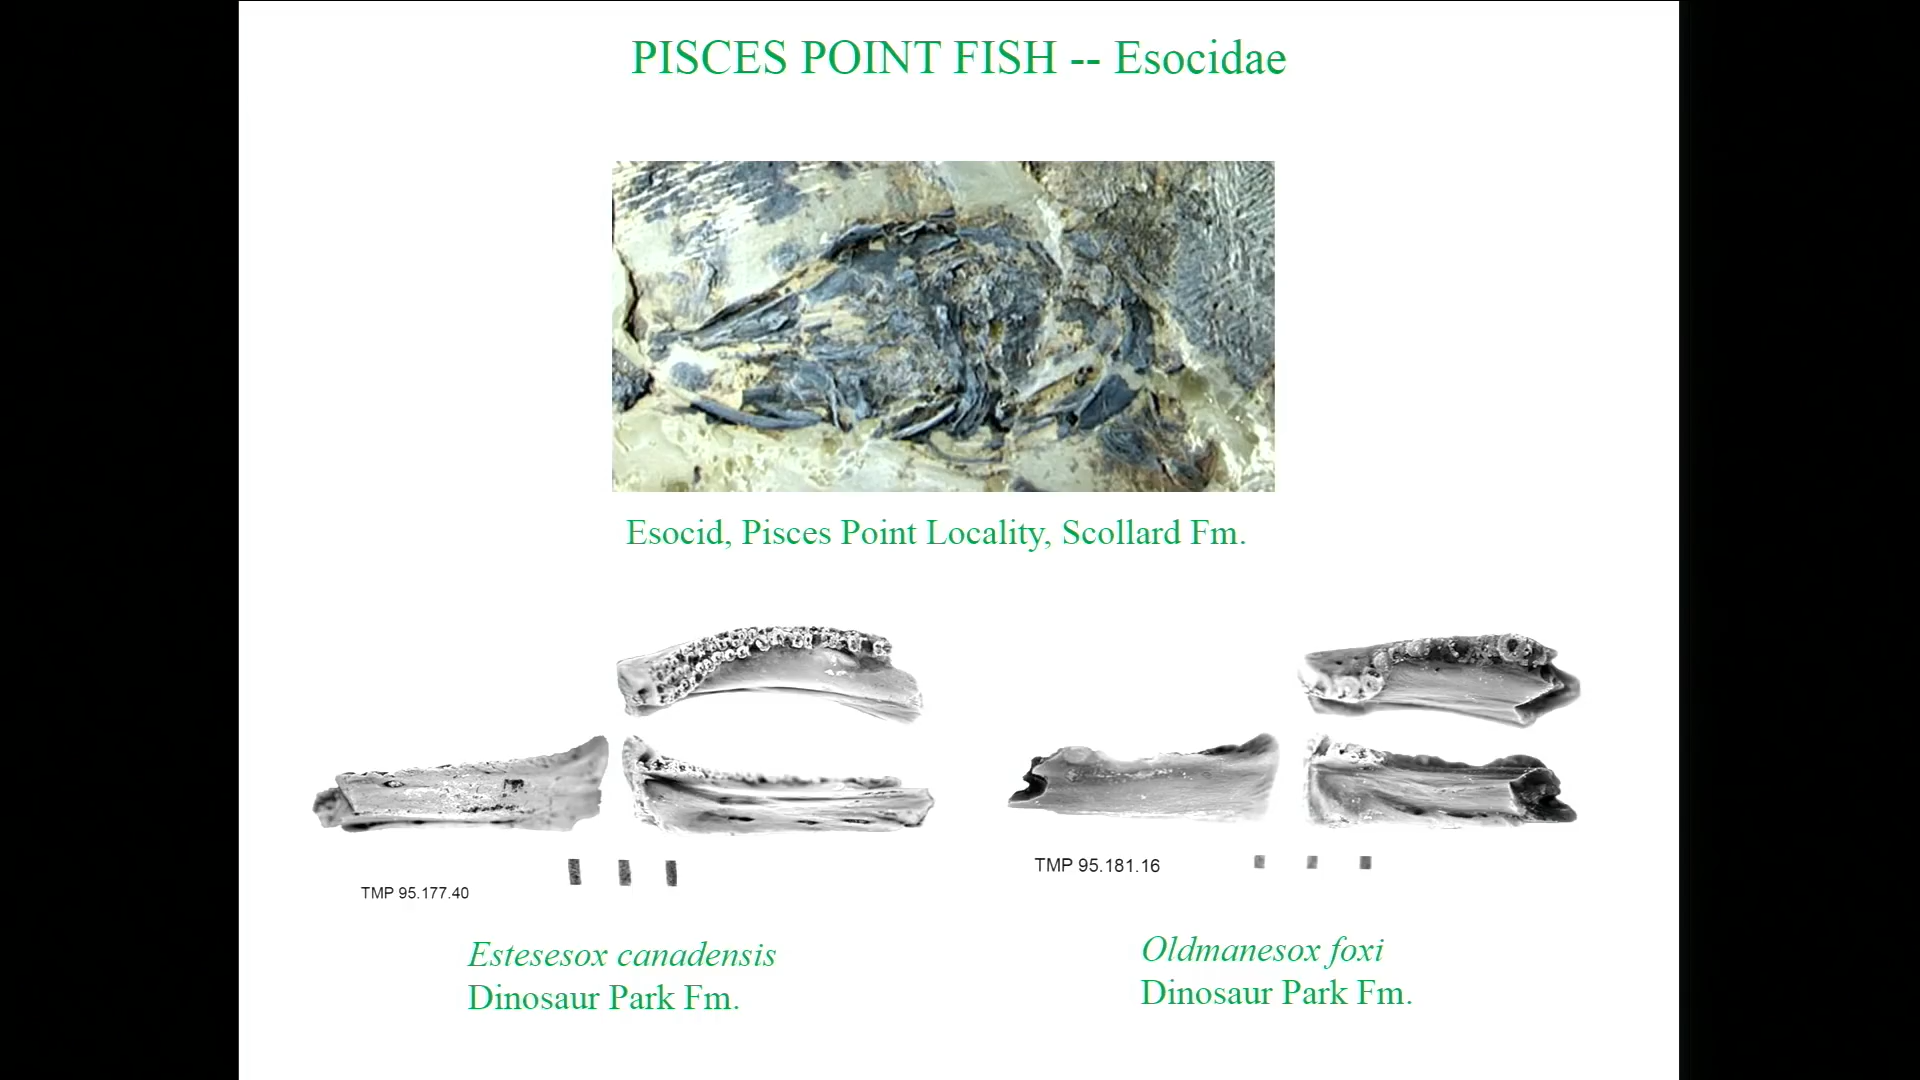 PISCES POINT FISH -- Esocidae
Esocid, Pisces Point Locality, Scollard Fm.
TMP 95.177.40
TMP 95.181.16
Estesesox canadensis
Dinosaur Park Fm.
Oldmanesox foxi
Dinosaur Park Fm.